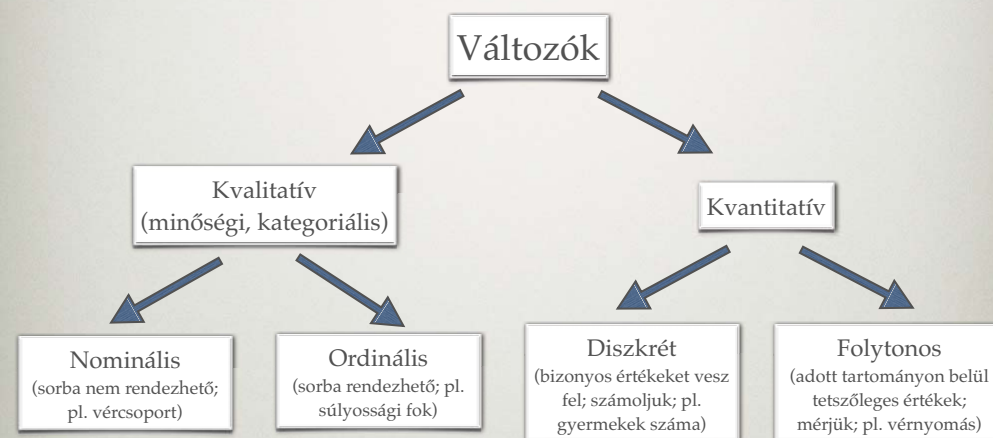 Változók
Kvalitatív
(minőségi, kategoriális)
Kvantitatív
Nominális
(sorba nem rendezhető;
pl. vércsoport)
Ordinális
(sorba rendezhető; pl.
súlyossági fok)
Diszkrét
(bizonyos értékeket vesz
fel; számoljuk; pl.
gyermekek száma)
Folytonos
(adott tartományon belül
tetszőleges értékek;
mérjük; pl. vérnyomás)